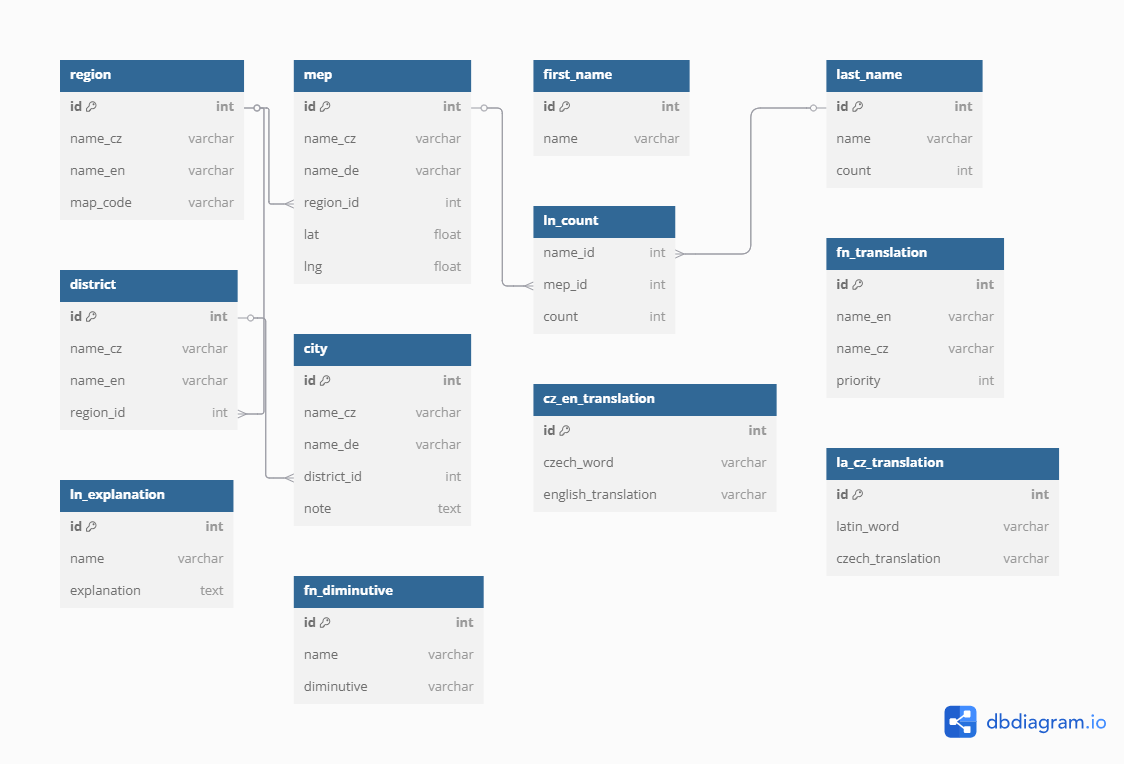 region
id int
name_cz varchar
name_en varchar
map_code varchar
mep
id int
name_cz varchar
name_de varchar
region_id int
lat float
lng float
first_name
id int
name varchar
last_name
id int
name varchar
count int
ln_count
name_id int
mep_id int
count int
fn_translation
id int
name_en varchar
name_cz varchar
priority int
district
id int
name_cz varchar
name_en varchar
region_id int
city
id int
name_cz varchar
name_de varchar
district_id int
note text
cz_en_translation
id int
czech_word varchar
english_translation varchar
la_cz_translation
id int
latin_word varchar
czech_translation varchar
ln_explanation
id int
name varchar
explanation text
fn_diminutive
id int
name varchar
diminutive varchar
dbdiagram.io